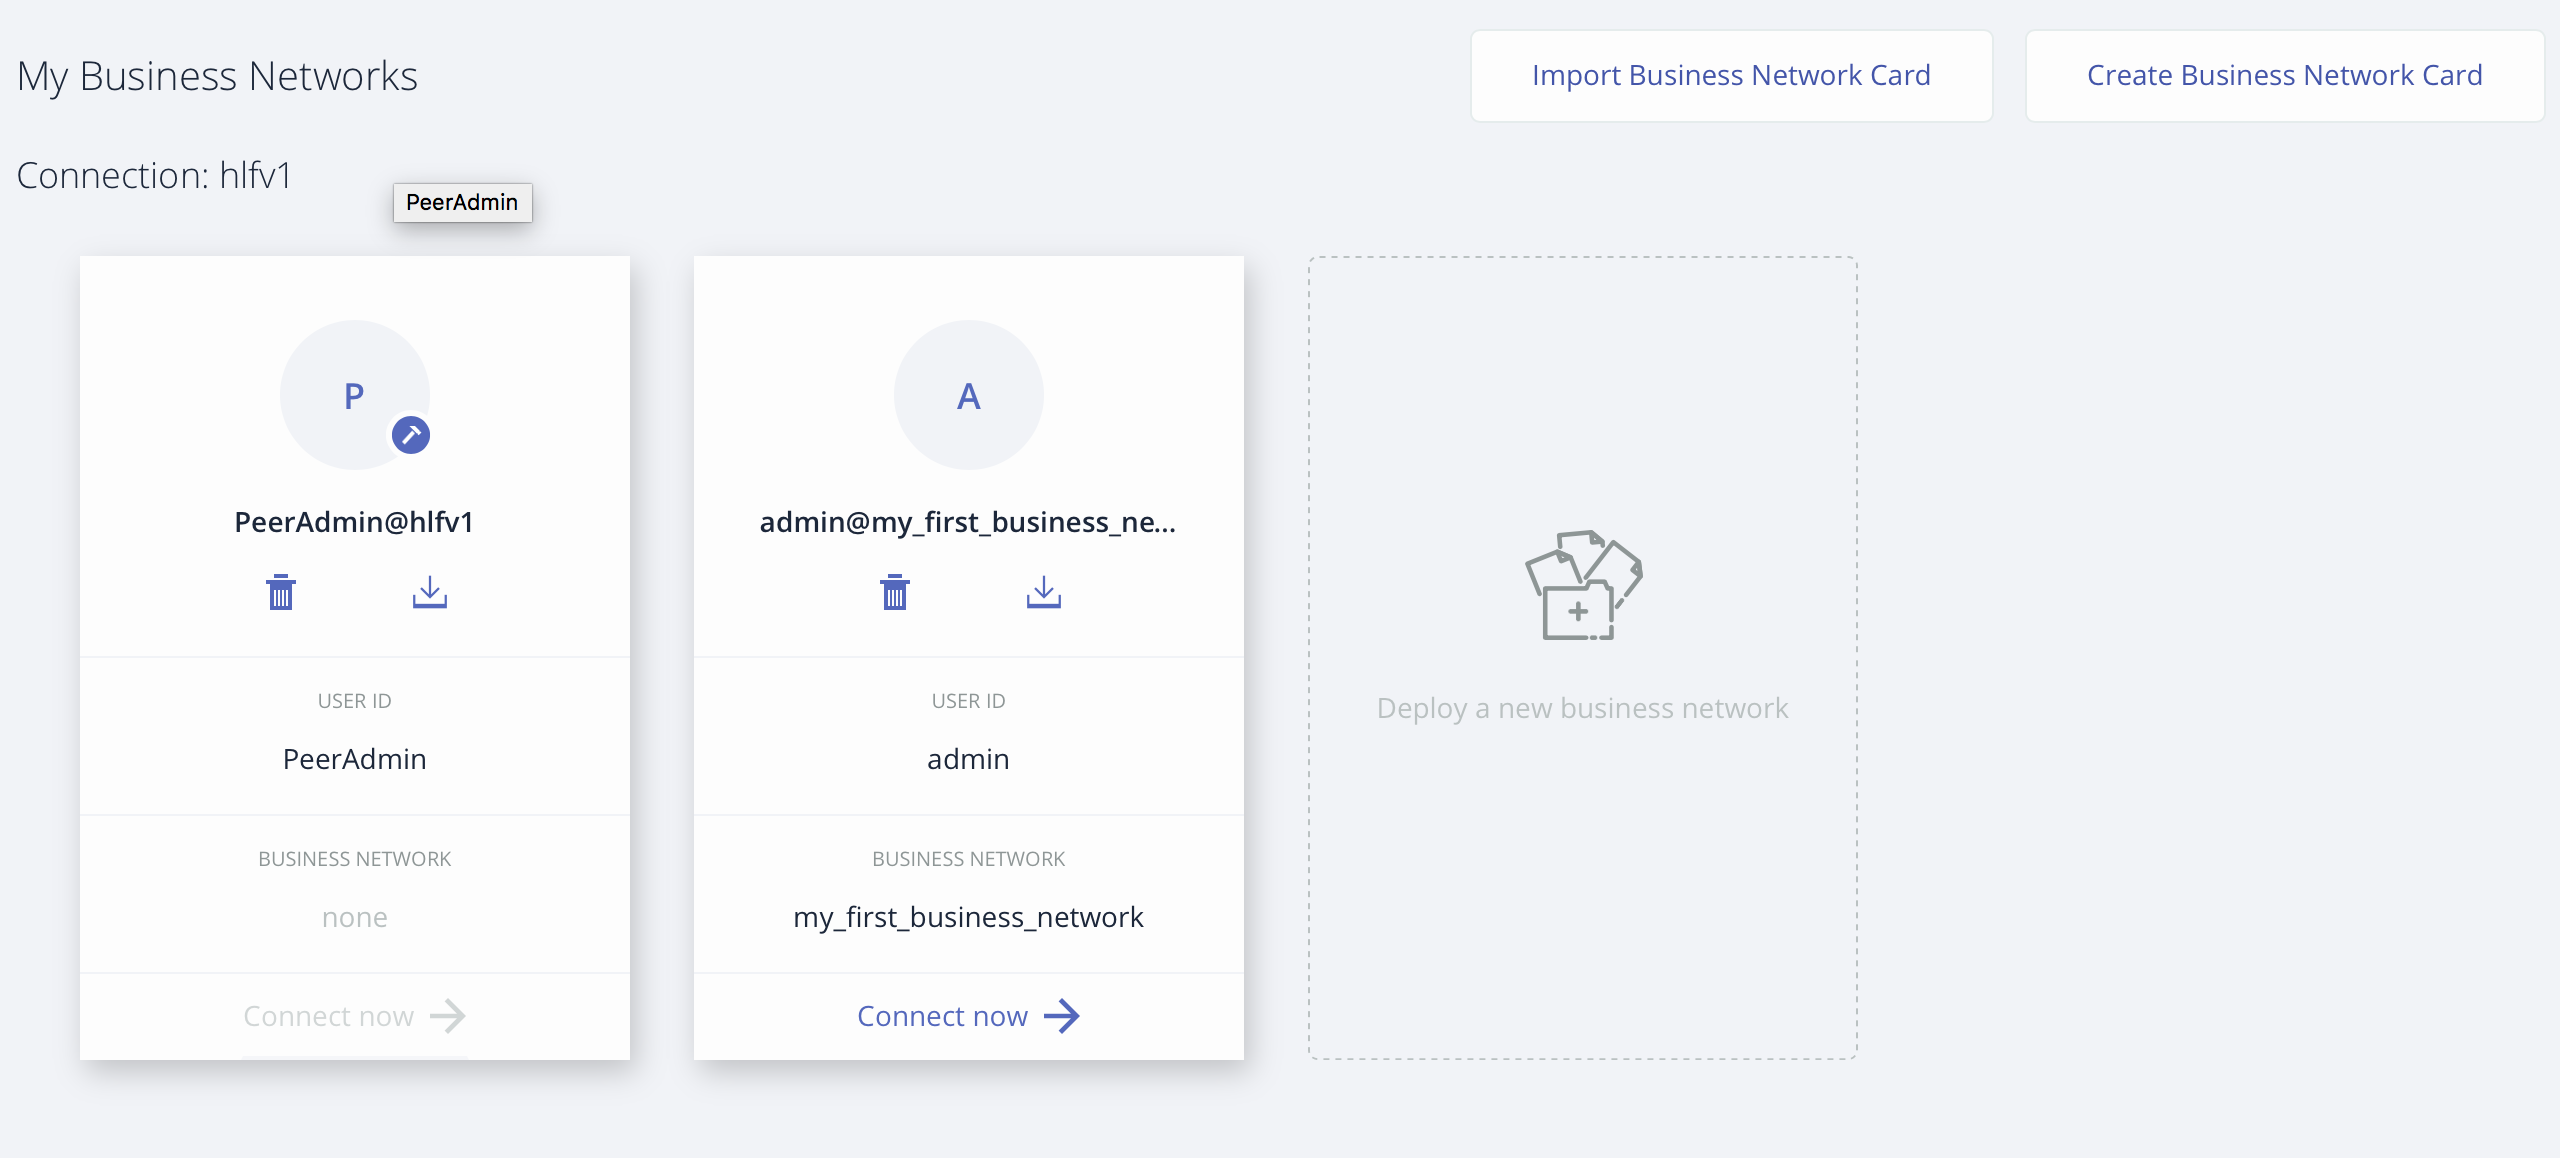 My Business Networks
Import Business Network Card
Create Business Network Card
Connection: hlfv1
PeerAdmin
P
PeerAdmin@hlfv1
USER ID
PeerAdmin
BUSINESS NETWORK
none
Connect now
A
admin@my_first_business_ne...
USER ID
admin
BUSINESS NETWORK
my_first_business_network
Connect now
Deploy a new business network